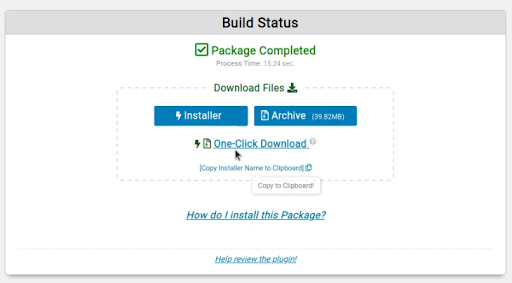 Build Status
Package Completed
Process Time: 15.24 sec.
Download Files
Installer
Archive (39.82MB)
One-Click Download ?
[Copy Installer Name to Clipboard]
Copy to Clipboard!
How do I install this Package?
Help review the plugin!